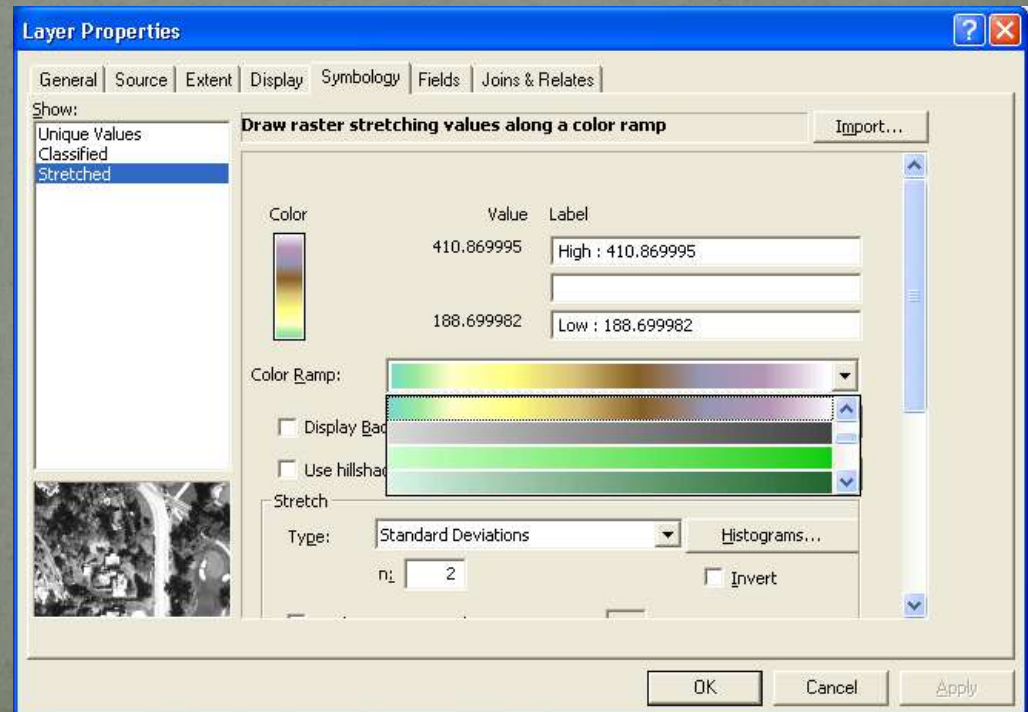 Layer Properties
General Source Extent Display Symbology Fields Joins & Relates
Show:
Unique Values
Classified
Stretched
Draw raster stretching values along a color ramp
Import...
Color Value Label
410.869995 High : 410.869995
188.699982 Low : 188.699982
Color Ramp:
Display
Use
Stretch
Type: Standard Deviations Histograms...
n: 2 Invert
OK Cancel Apply